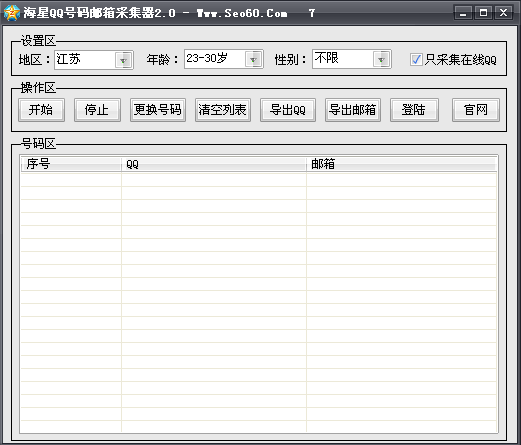 海星QQ号码邮箱采集器2.0 - Www.Seo60.Com 7
设置区
地区： 江苏 年龄： 23-30岁 性别： 不限 只采集在线QQ
操作区
开始 停止 更换号码 清空列表 导出QQ 导出邮箱 登陆 官网
号码区
序号 QQ 邮箱